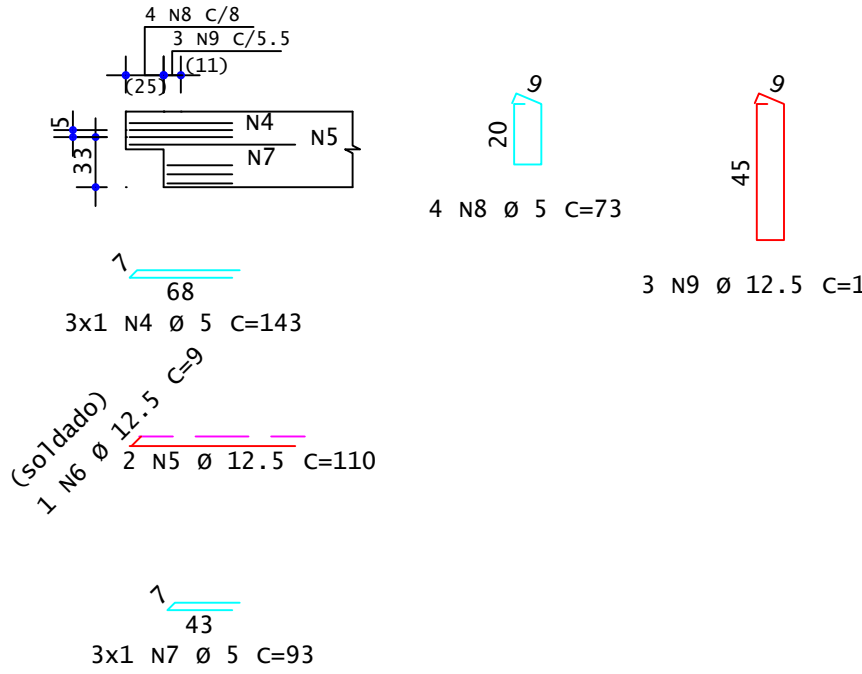 4 N8 C/8
3 N9 C/5.5
(11)
(25)
5
33
N4
N5
N7
9
20
4 N8 Ø 5 C=73
9
45
3 N9 Ø 12.5 C=1
7
68
3x1 N4 Ø 5 C=143
(soldado)
1 N6 Ø 12.5 C=9
2 N5 Ø 12.5 C=110
7
43
3x1 N7 Ø 5 C=93